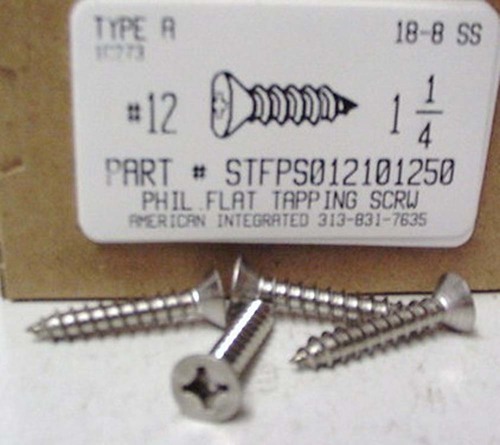 TYPE A 18-8 SS
#12 1 1/4
PART # STFPS012101250
PHIL FLAT TAPPING SCRW
AMERICAN INTEGRATED 313-831-7635